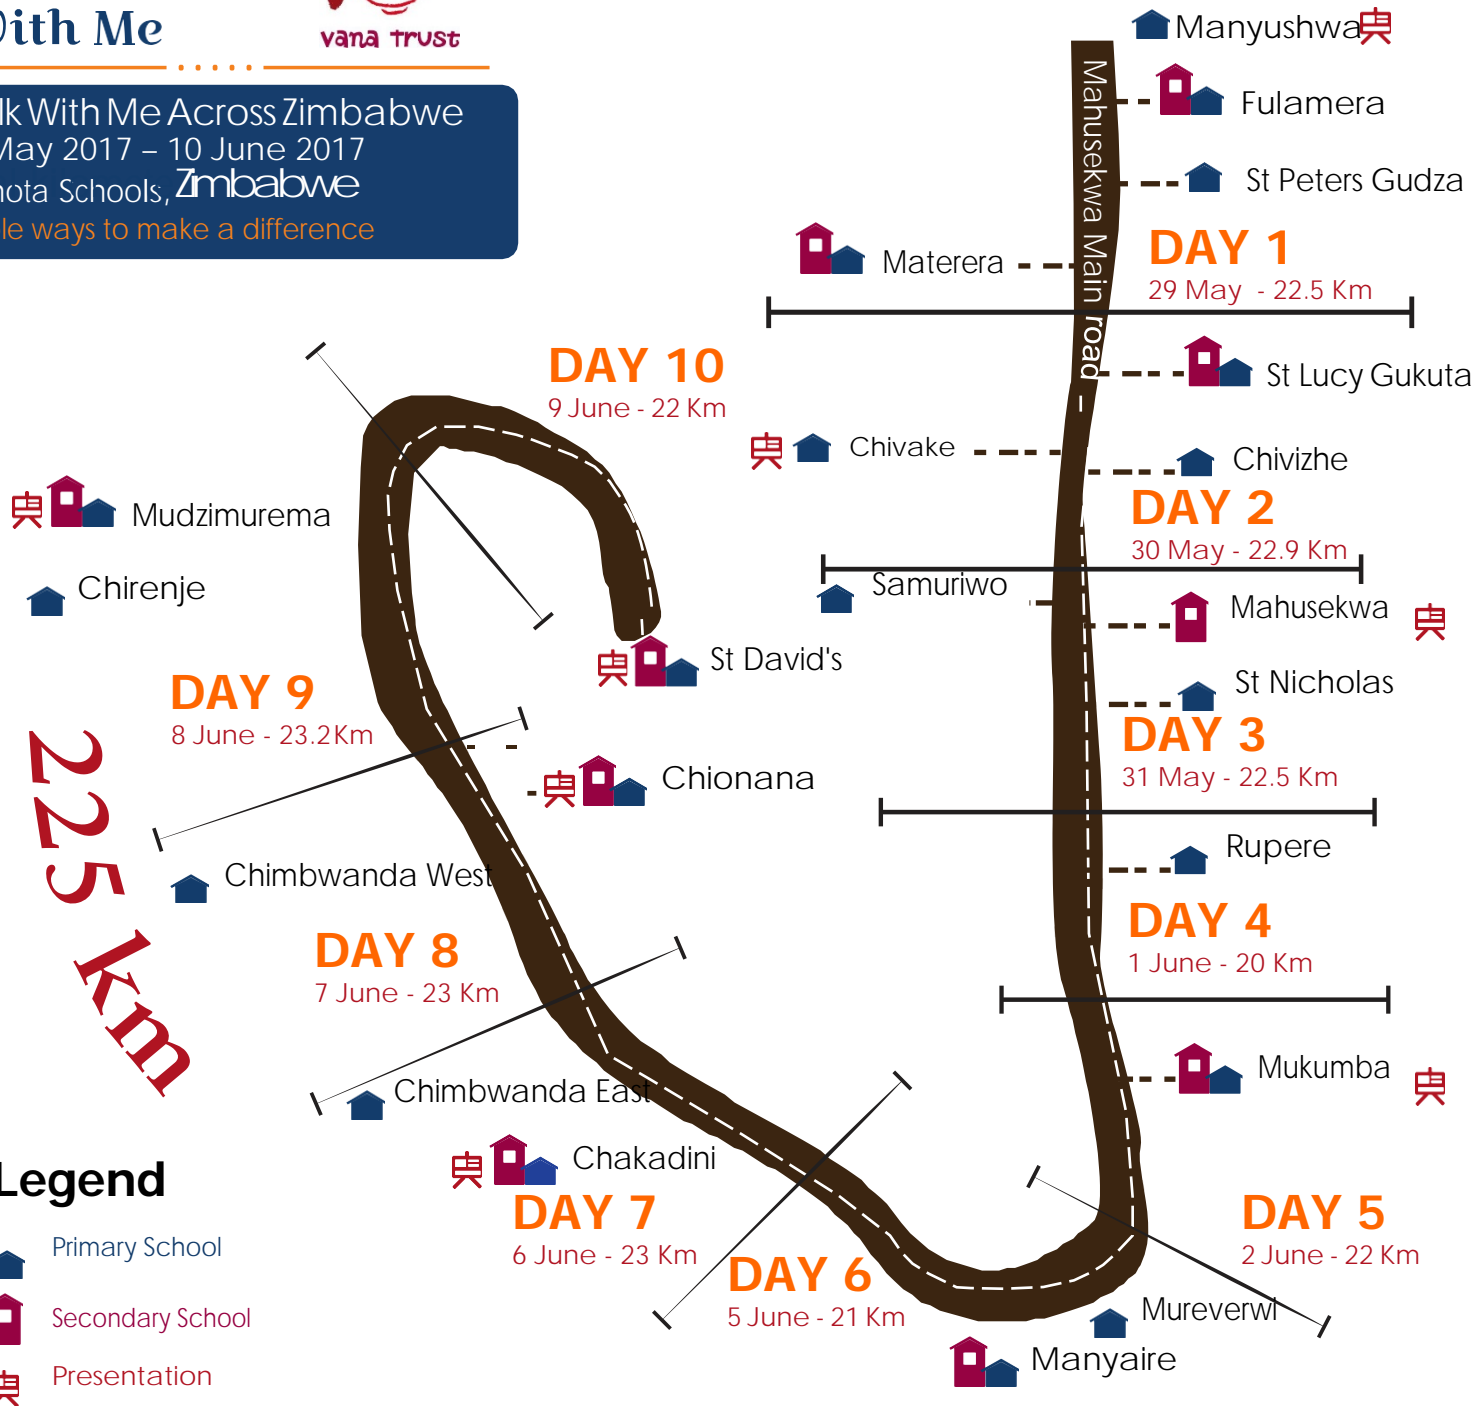 With Me
vana trust
lk With Me Across Zimbabwe
May 2017 – 10 June 2017
hota Schools, Zimbabwe
le ways to make a difference
Manyushwa
Fulamera
St Peters Gudza
Materera
Mahusekwa Main road
DAY 1
29 May - 22.5 Km
St Lucy Gukuta
Chivake
Chivizhe
DAY 2
30 May - 22.9 Km
Samuriwo
Mahusekwa
St Nicholas
DAY 3
31 May - 22.5 Km
Rupere
DAY 4
1 June - 20 Km
Mukumba
DAY 5
2 June - 22 Km
Mureverwi
Manyaire
DAY 6
5 June - 21 Km
DAY 7
6 June - 23 Km
Chakadini
Chimbwanda East
DAY 8
7 June - 23 Km
Chimbwanda West
Chionana
DAY 9
8 June - 23.2Km
Chirenje
Mudzimurema
DAY 10
9 June - 22 Km
St David's
225 km
Legend
Primary School
Secondary School
Presentation